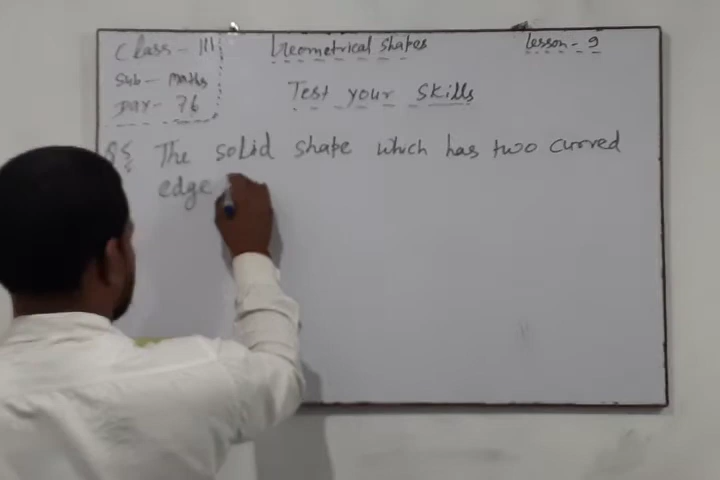 Class - III
Geometrical Shapes
Lesson - 9
Sub - Maths
Day - 76
Test your Skills
The solid shape which has two curved
edge